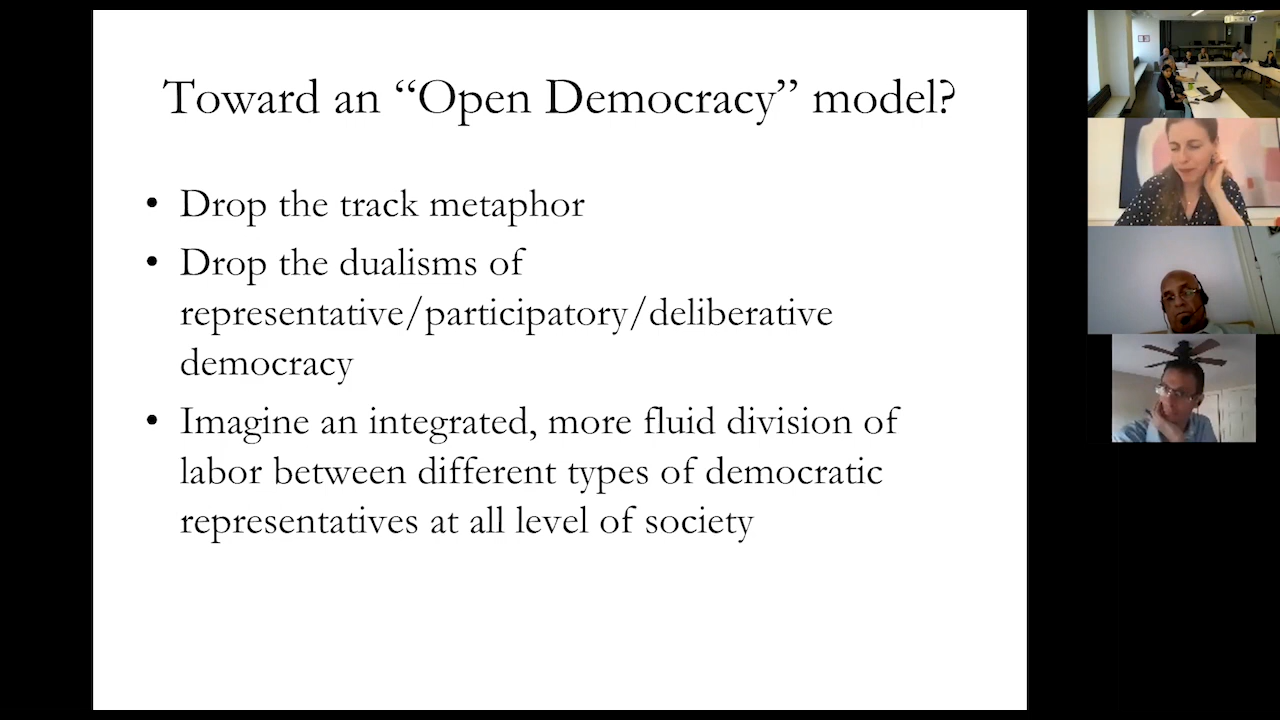 Toward an “Open Democracy” model?
• Drop the track metaphor
• Drop the dualisms of
representative/participatory/deliberative
democracy
• Imagine an integrated, more fluid division of
labor between different types of democratic
representatives at all level of society